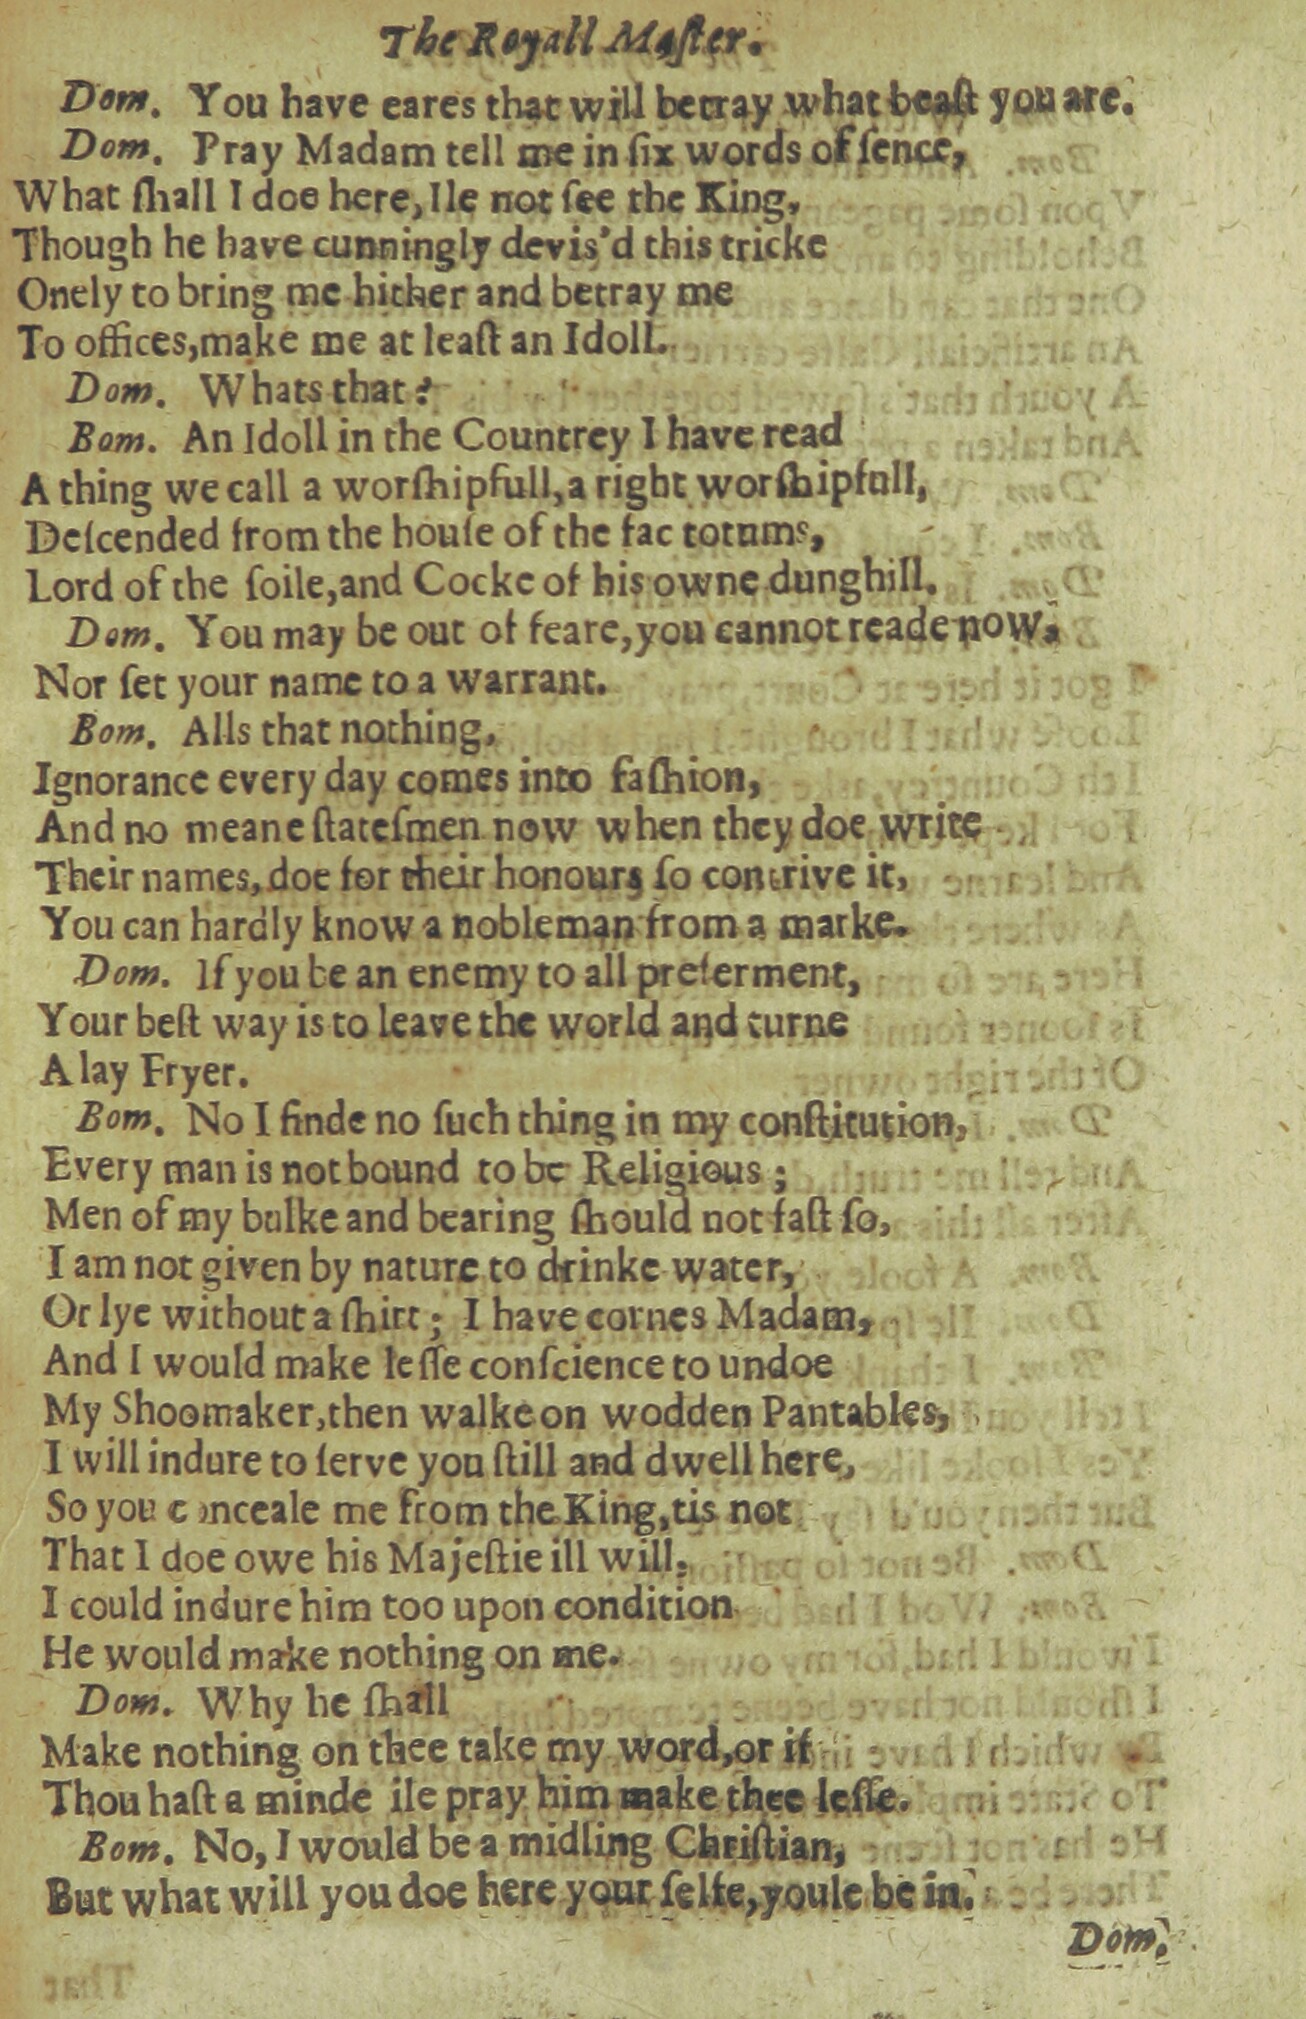 The Royall Maſter.
Dom. You have eares that will betray what beaſt you are.
Dom. Pray Madam tell me in ſix words of ſence,
What ſhall I doe here, Ile not ſee the King,
Though he have cunningly devis'd this tricke
Onely to bring me hither and betray me
To offices, make me at leaſt an Idoll.
Dom. Whats that?
Bom. An Idoll in the Countrey I have read
A thing we call a worſhipfull, a right worſhipfull,
Deſcended from the houſe of the fac totums,
Lord of the ſoile, and Cocke of his owne dunghill.
Dom. You may be out of feare, you cannot reade now,
Nor ſet your name to a warrant.
Bom. Alls that nothing,
Ignorance every day comes into faſhion,
And no meane ſtateſmen now when they doe write
Their names, doe for their honours ſo contrive it,
You can hardly know a nobleman from a marke.
Dom. If you be an enemy to all preferment,
Your beſt way is to leave the world and turne
A lay Fryer.
Bom. No I finde no ſuch thing in my conſtitution,
Every man is not bound to be Religious;
Men of my bulke and bearing ſhould not faſt ſo,
I am not given by nature to drinke water,
Or lye without a ſhirt; I have cornes Madam,
And I would make leſſe conſcience to undoe
My Shoomaker, then walke on wodden Pantables,
I will indure to ſerve you ſtill and dwell here,
So you conceale me from the King, tis not
That I doe owe his Majeſtie ill will,
I could indure him too upon condition
He would make nothing on me.
Dom. Why he ſhall
Make nothing on thee take my word, or if
Thou haſt a minde ile pray him make thee leſſe.
Bom. No, I would be a midling Chriſtian,
But what will you doe here your ſelfe, youle be in.
Dom.